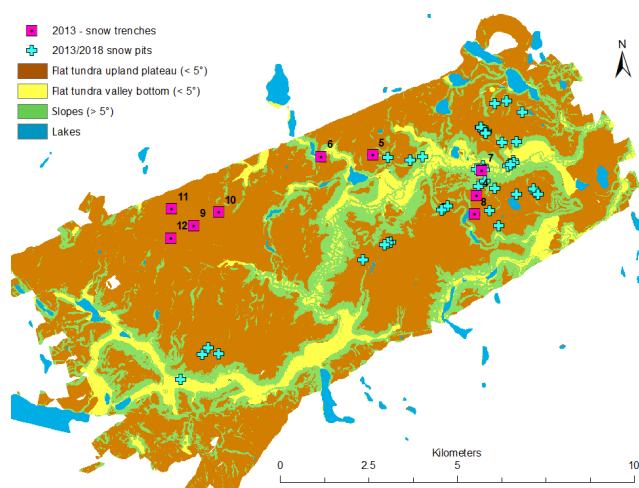 2013 - snow trenches
2013/2018 snow pits
Flat tundra upland plateau (< 5°)
Flat tundra valley bottom (< 5°)
Slopes (> 5°)
Lakes
N
6
5
7
4
8
11
10
9
12
Kilometers
0 2.5 5 10